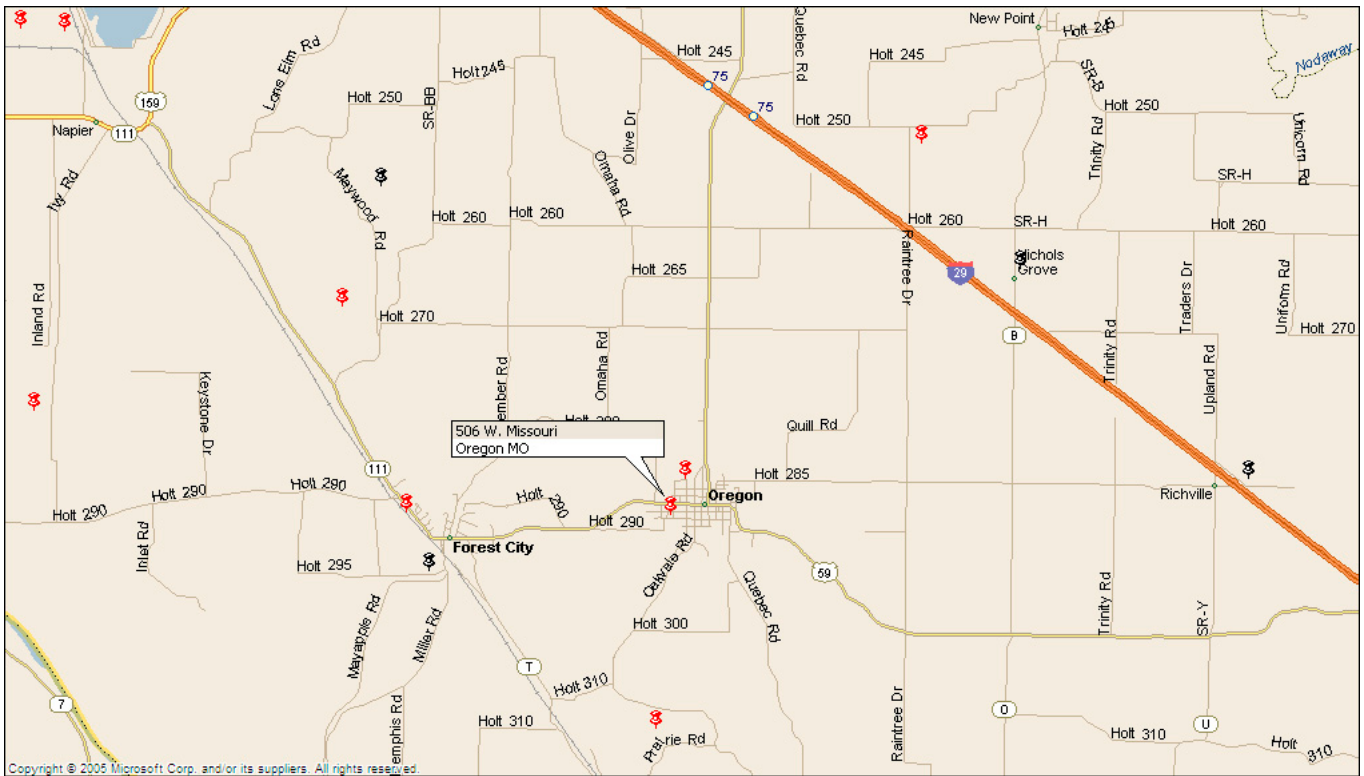 New Point
Quebec Rd
Holt 245
Holt 245
Holt 245
Holt 245
Nodaway
Lone Elm Rd
75
75
SR-B
159
Holt 250
SR-BB
Olive Dr
Holt 250
Holt 250
Unicorn Rd
Napier
111
Trinity Rd
Omaha Rd
Ivy Rd
Maywood Rd
SR-H
Holt 260
Holt 260
Holt 260
SR-H
Holt 260
Raintree Dr
Nichols
Grove
Holt 265
29
Traders Dr
Uniform Rd
Inland Rd
Holt 270
Holt 270
B
Trinity Rd
Omaha Rd
ember Rd
Upland Rd
Keystone Dr
506 W. Missouri
Oregon MO
Quill Rd
111
Holt 285
Holt 290
Holt 290
Holt 290
Oregon
Richville
Holt 290
Holt 290
Inlet Rd
Forest City
Holt 295
Oakvale Rd
Quebec Rd
59
Trinity Rd
SR-Y
Mayapple Rd
Miller Rd
Holt 300
T
Holt 310
7
emphis Rd
Raintree Dr
O
U
Holt 310
Prairie Rd
Holt 310
Holt 310
Copyright © 2005 Microsoft Corp. and/or its suppliers. All rights reserved.